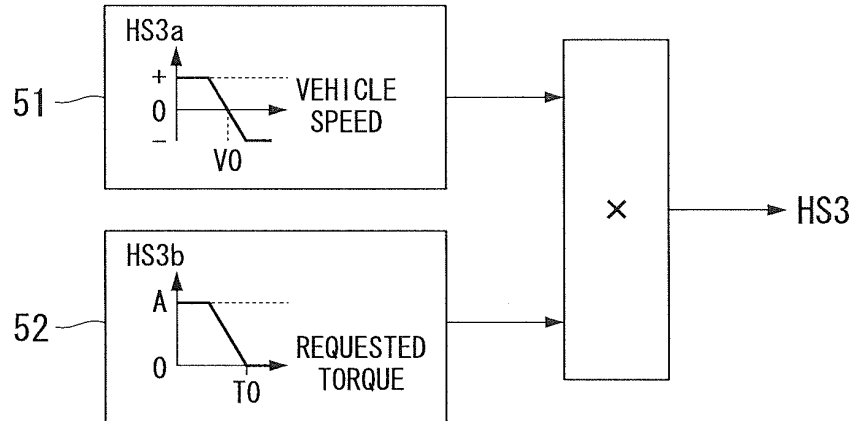 HS3a
+
0
−
V0
VEHICLE
SPEED
51
HS3b
A
0
T0
REQUESTED
TORQUE
52
×
HS3